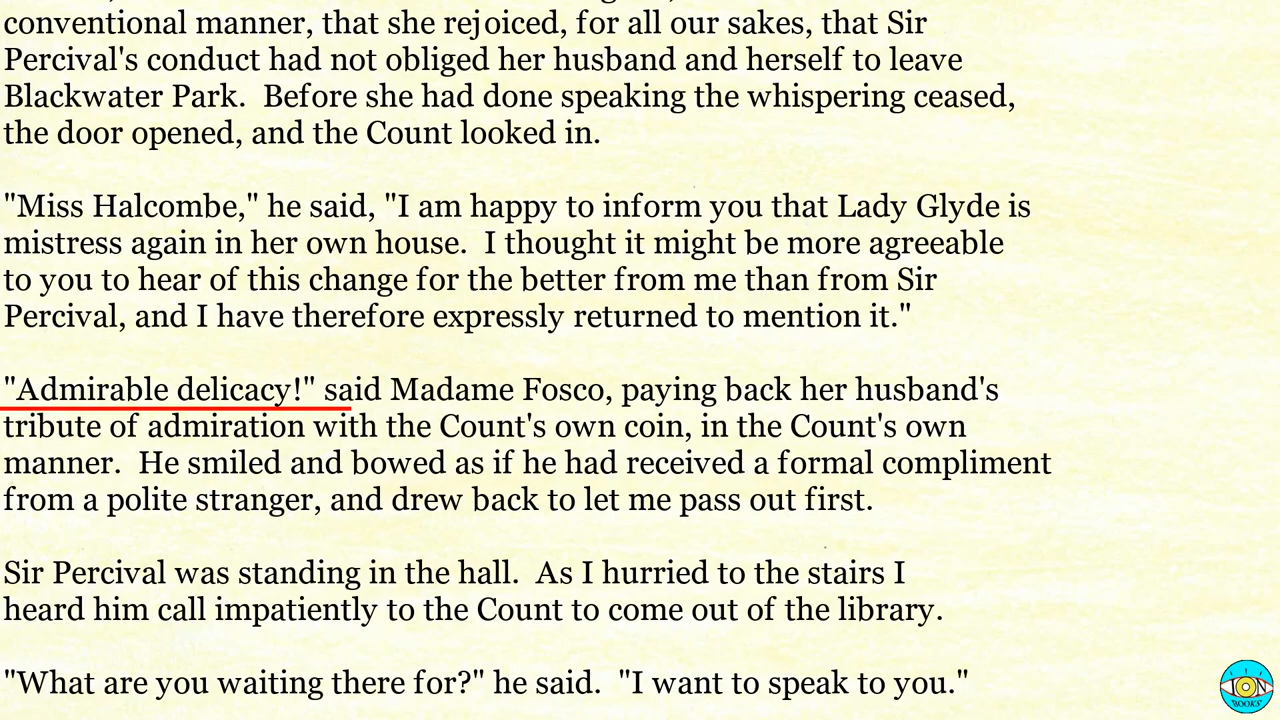 conventional manner, that she rejoiced, for all our sakes, that Sir
Percival's conduct had not obliged her husband and herself to leave
Blackwater Park.  Before she had done speaking the whispering ceased,
the door opened, and the Count looked in.
"Miss Halcombe," he said, "I am happy to inform you that Lady Glyde is
mistress again in her own house.  I thought it might be more agreeable
to you to hear of this change for the better from me than from Sir
Percival, and I have therefore expressly returned to mention it."
"Admirable delicacy!" said Madame Fosco, paying back her husband's
tribute of admiration with the Count's own coin, in the Count's own
manner.  He smiled and bowed as if he had received a formal compliment
from a polite stranger, and drew back to let me pass out first.
Sir Percival was standing in the hall.  As I hurried to the stairs I
heard him call impatiently to the Count to come out of the library.
"What are you waiting there for?" he said.  "I want to speak to you."
ION
BOOKS